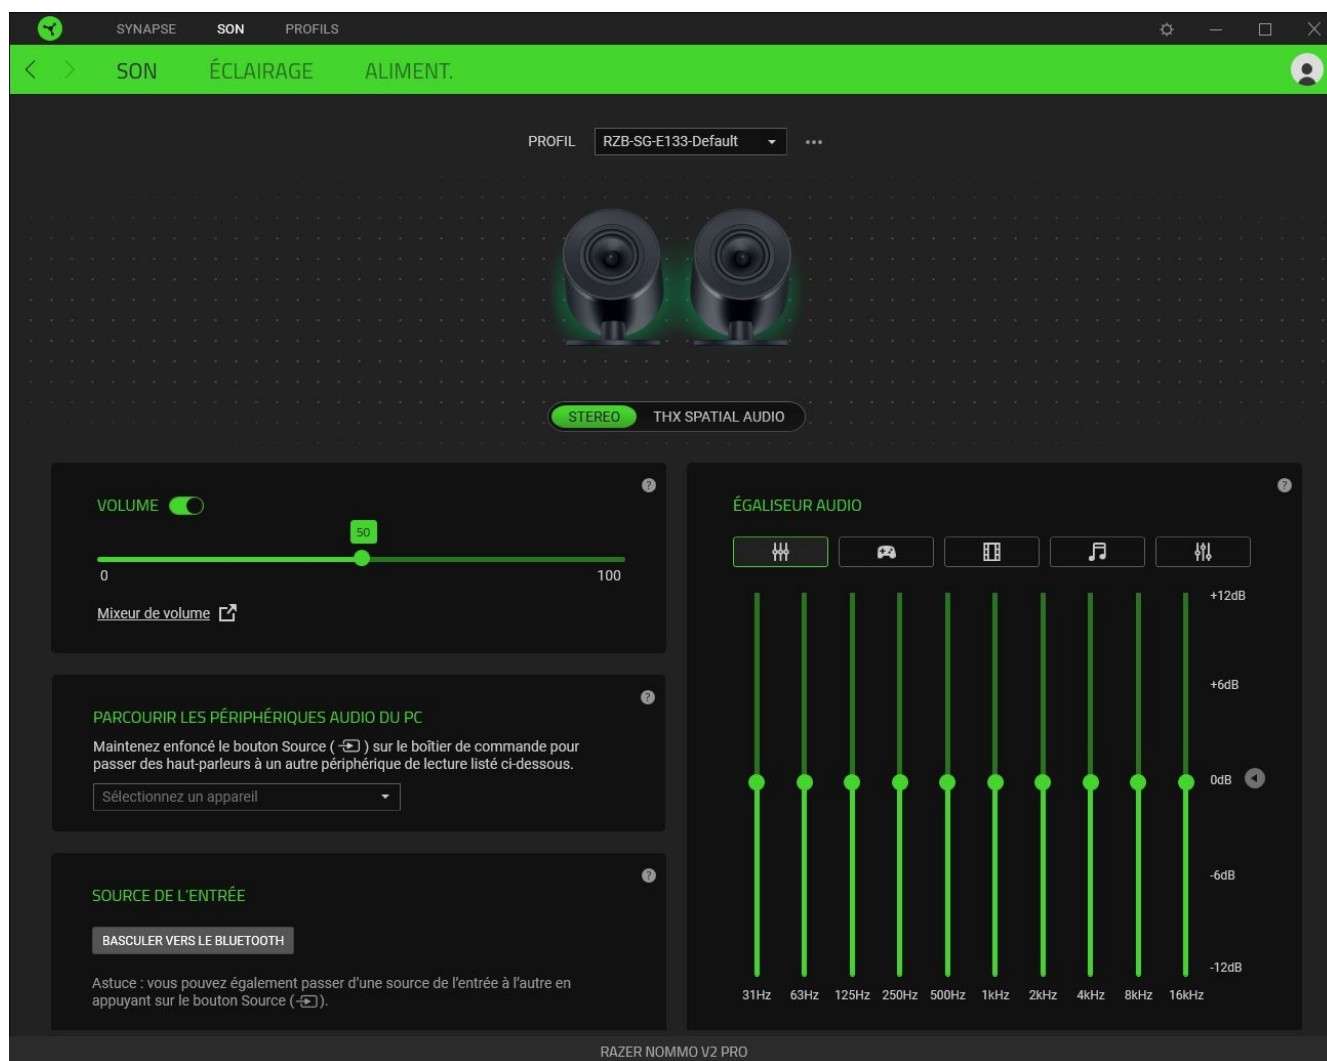 SYNAPSE SON PROFILS
SON ÉCLAIRAGE ALIMENT.
PROFIL RZB-SG-E133-Default
STEREO THX SPATIAL AUDIO
VOLUME
50
0 100
Mixeur de volume
PARCOURIR LES PÉRIPHÉRIQUES AUDIO DU PC
Maintenez enfoncé le bouton Source ( ) sur le boîtier de commande pour
passer des haut-parleurs à un autre périphérique de lecture listé ci-dessous.
Sélectionnez un appareil
SOURCE DE L'ENTRÉE
BASCULER VERS LE BLUETOOTH
Astuce : vous pouvez également passer d'une source de l'entrée à l'autre en
appuyant sur le bouton Source ( ).
ÉGALISEUR AUDIO
+12dB
+6dB
0dB
-6dB
-12dB
31Hz 63Hz 125Hz 250Hz 500Hz 1kHz 2kHz 4kHz 8kHz 16kHz
RAZER NOMMO V2 PRO